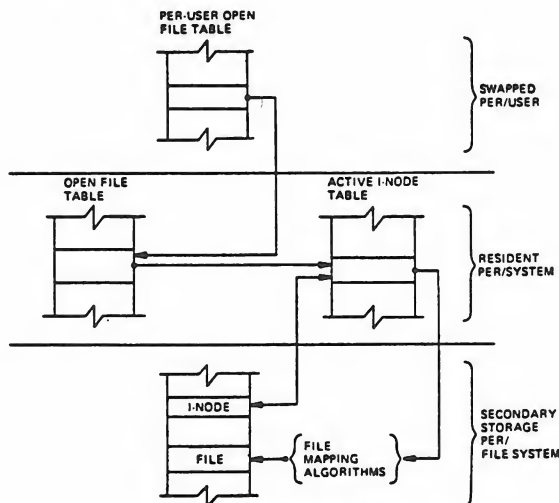 PER-USER OPEN
FILE TABLE
SWAPPED
PER/USER
OPEN FILE
TABLE
ACTIVE I-NODE
TABLE
RESIDENT
PER/SYSTEM
I-NODE
FILE
FILE
MAPPING
ALGORITHMS
SECONDARY
STORAGE
PER/
FILE SYSTEM